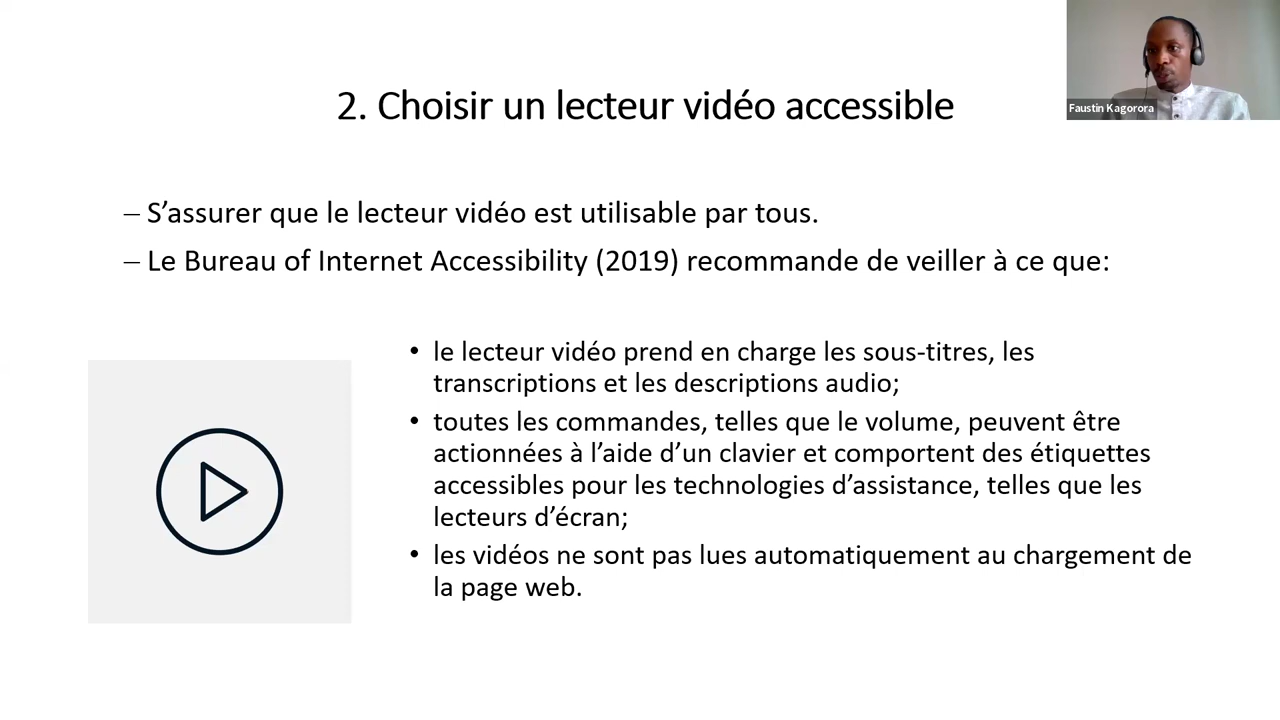 2. Choisir un lecteur vidéo accessible
Faustin Kagorora
– S’assurer que le lecteur vidéo est utilisable par tous.
– Le Bureau of Internet Accessibility (2019) recommande de veiller à ce que:
• le lecteur vidéo prend en charge les sous-titres, les
transcriptions et les descriptions audio;
• toutes les commandes, telles que le volume, peuvent être
actionnées à l’aide d’un clavier et comportent des étiquettes
accessibles pour les technologies d’assistance, telles que les
lecteurs d’écran;
• les vidéos ne sont pas lues automatiquement au chargement de
la page web.